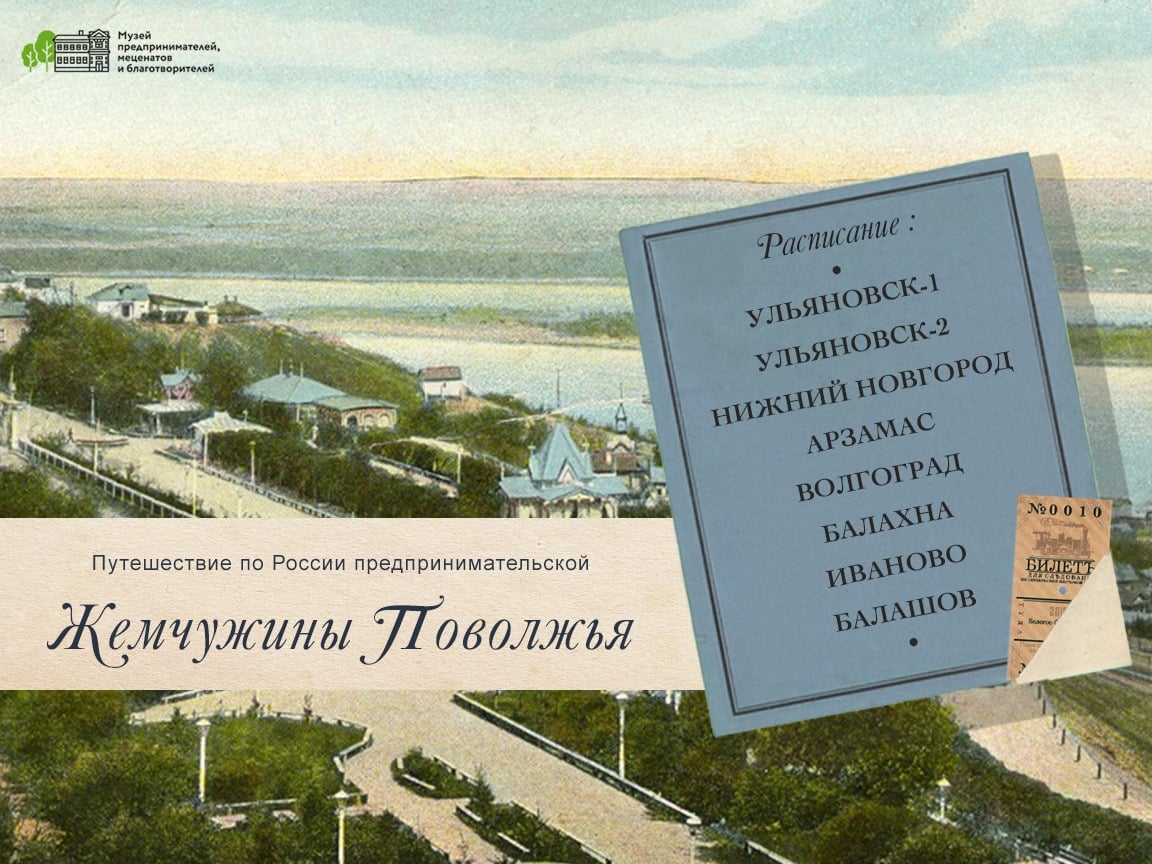 Музей
предпринимателей,
меценатов
и благотворителей
Расписание :
УЛЬЯНОВСК-1
УЛЬЯНОВСК-2
НИЖНИЙ НОВГОРОД
АРЗАМАС
ВОЛГОГРАД
БАЛАХНА
ИВАНОВО
БАЛАШОВ
№0010
БИЛЕТЪ
Путешествие по России предпринимательской
Жемчужины Поволжья